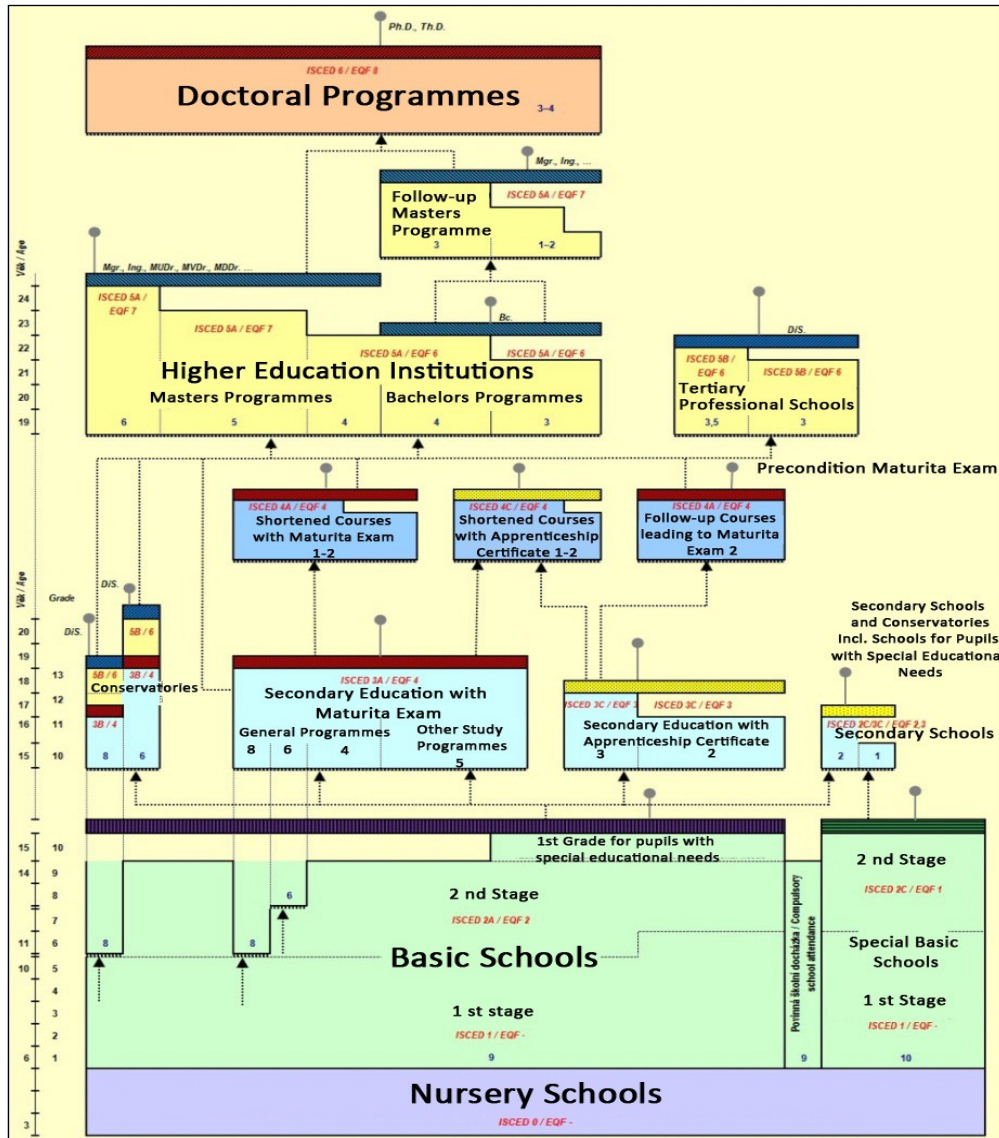 Ph.D., Th.D.
ISCED 6 / EQF 8
Doctoral Programmes
3–4
Mgr., Ing., ...
Follow-up
Masters
Programme
ISCED 5A / EQF 7
3
1–2
Věk / Age
Mgr., Ing., MUDr., MVDr., MDDr. ...
24
23
22
21
20
19
ISCED 5A /
EQF 7
ISCED 5A / EQF 7
Bc.
ISCED 5A / EQF 6
ISCED 5A / EQF 6
Higher Education Institutions
Masters Programmes
Bachelors Programmes
6
5
4
4
3
DiS.
ISCED 5B /
EQF 6
ISCED 5B / EQF 6
Tertiary
Professional Schools
3,5
3
Precondition Maturita Exam
ISCED 4A / EQF 4
Shortened Courses
with Maturita Exam
1-2
ISCED 4C / EQF 4
Shortened Courses
with Apprenticeship
Certificate 1-2
ISCED 4A / EQF 4
Follow-up Courses
leading to Maturita
Exam 2
Věk / Age
Grade
20
19
18
17
16
15
13
12
11
10
DiS.
DiS.
5B / 6
5B / 6
3B / 4
Conservatories
3B / 4
8
6
ISCED 3A / EQF 4
Secondary Education with
Maturita Exam
General Programmes
8
6
4
Other Study
Programmes
5
ISCED 3C / EQF 3
ISCED 3C / EQF 3
Secondary Education with
Apprenticeship Certificate
3
2
Secondary Schools
and Conservatories
Incl. Schools for Pupils
with Special Educational
Needs
ISCED 2C/3C / EQF 2,3
Secondary Schools
2
1
15
14
11
10
6
3
10
9
8
7
6
5
4
3
2
1
1st Grade for pupils with
special educational needs
8
8
6
2 nd Stage
ISCED 2A / EQF 2
Basic Schools
1 st stage
ISCED 1 / EQF -
9
Povinná školní docházka / Compulsory
school attendance
9
2 nd Stage
ISCED 2C / EQF 1
Special Basic
Schools
1 st Stage
ISCED 1 / EQF -
10
Nursery Schools
ISCED 0 / EQF -